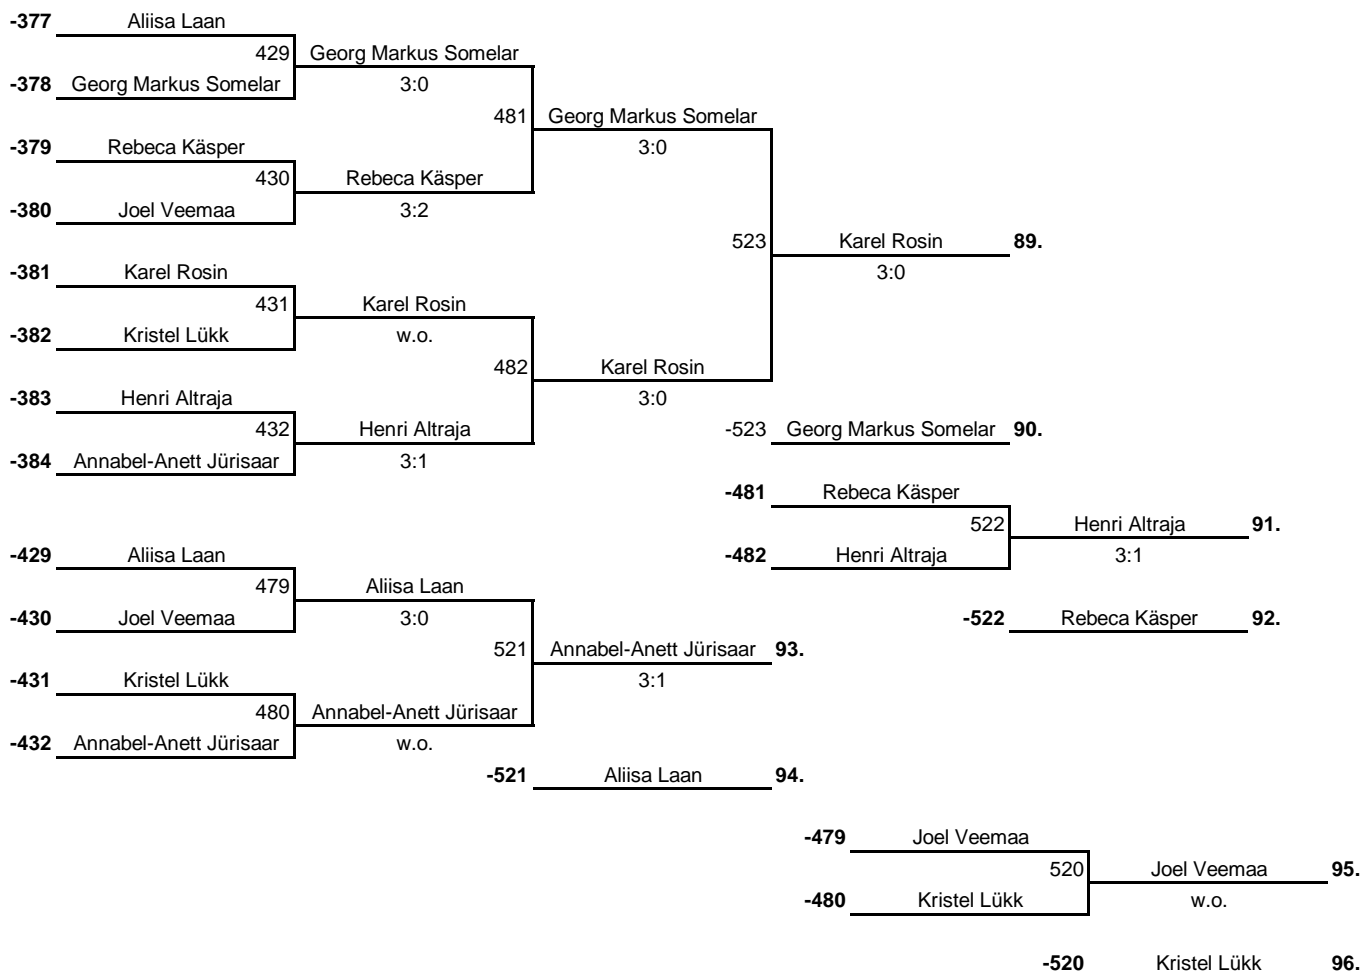 -377 Aliisa Laan
429 Georg Markus Somelar
-378 Georg Markus Somelar 3:0
481 Georg Markus Somelar
-379 Rebeca Käsper 3:0
430 Rebeca Käsper
-380 Joel Veemaa 3:2
523 Karel Rosin 89.
-381 Karel Rosin 3:0
431 Karel Rosin
-382 Kristel Lükk w.o.
482 Karel Rosin
-383 Henri Altraja 3:0
432 Henri Altraja -523 Georg Markus Somelar 90.
-384 Annabel-Anett Jürisaar 3:1
-481 Rebeca Käsper
522 Henri Altraja 91.
-429 Aliisa Laan -482 Henri Altraja 3:1
479 Aliisa Laan
-430 Joel Veemaa 3:0 -522 Rebeca Käsper 92.
521 Annabel-Anett Jürisaar 93.
-431 Kristel Lükk 3:1
480 Annabel-Anett Jürisaar
-432 Annabel-Anett Jürisaar w.o.
-521 Aliisa Laan 94.
-479 Joel Veemaa
520 Joel Veemaa 95.
-480 Kristel Lükk w.o.
-520 Kristel Lükk 96.